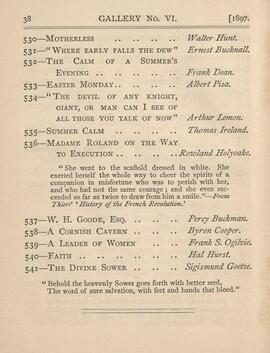 38 GALLERY No. VI. [1897.
530—Motherless .. .. .. .. Walter Hunt.
531—"Where early falls the dew" Ernest Bucknall.
532—The Calm of a Summer's
Evening .. .. .. .. Frank Dean.
533—Easter Monday.. .. .. Albert Pisa.
534—"The devil of any knight,
giant, or man can I see of
all those you talk of now" Arthur Lemon.
535—Summer Calm .. .. .. Thomas Ireland.
536—Madame Roland on the Way
to Execution .. .. .. Rowland Holyoake.
"She went to the scaffold dressed in white. She
exerted herself the whole way to cheer the spirits of a
companion in misfortune who was to perish with her,
and who had not the same courage; and she even suc-
ceeded so far as twice to draw from him a smile."—From
Thiers' 'History of the French Revolution.'
537—W. H. Goode, Esq. .. .. Percy Buckman.
538—A Cornish Cavern .. .. Byron Cooper.
539—A Leader of Women .. Frank S. Ogilvie.
540—Faith .. .. .. .. Hal Hurst.
541—The Divine Sower .. .. Sigismund Goetze.
"Behold the heavenly Sower goes forth with better seed,
The word of sure salvation, with feet and hands that bleed."